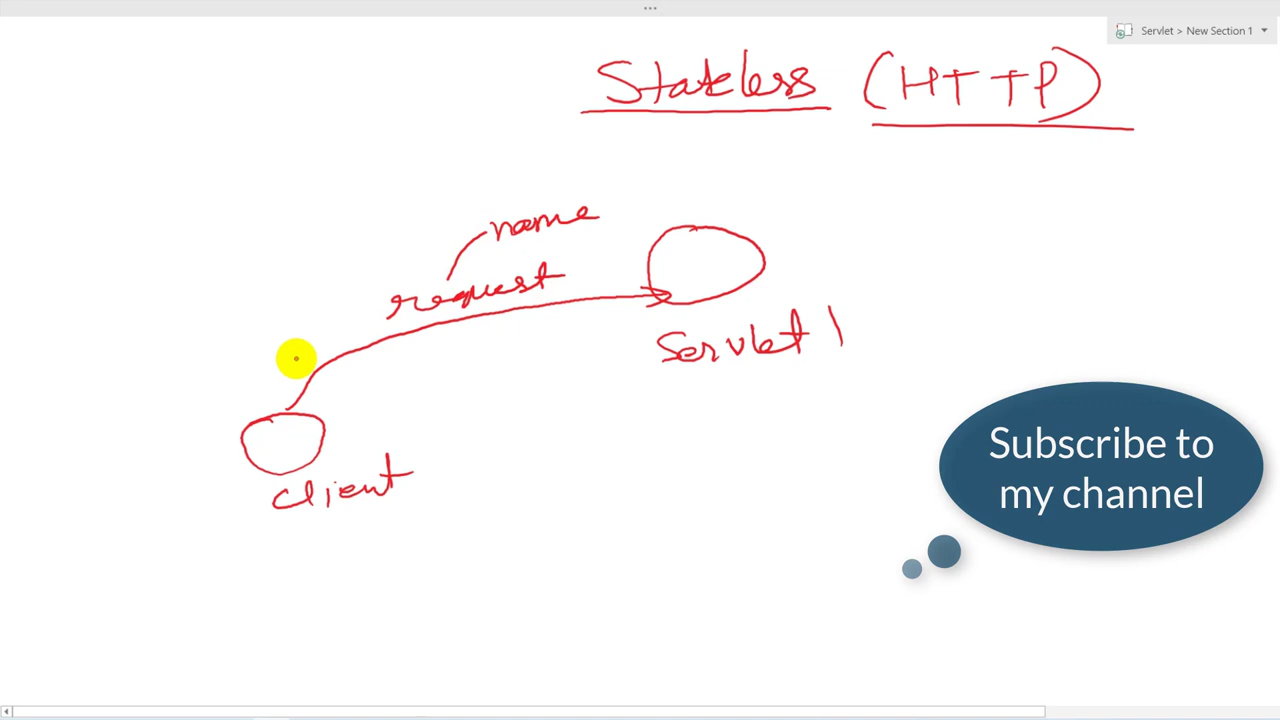 Servlet > New Section 1
Stateless (HTTP)
name
request
Servlet 1
client
Subscribe to
my channel